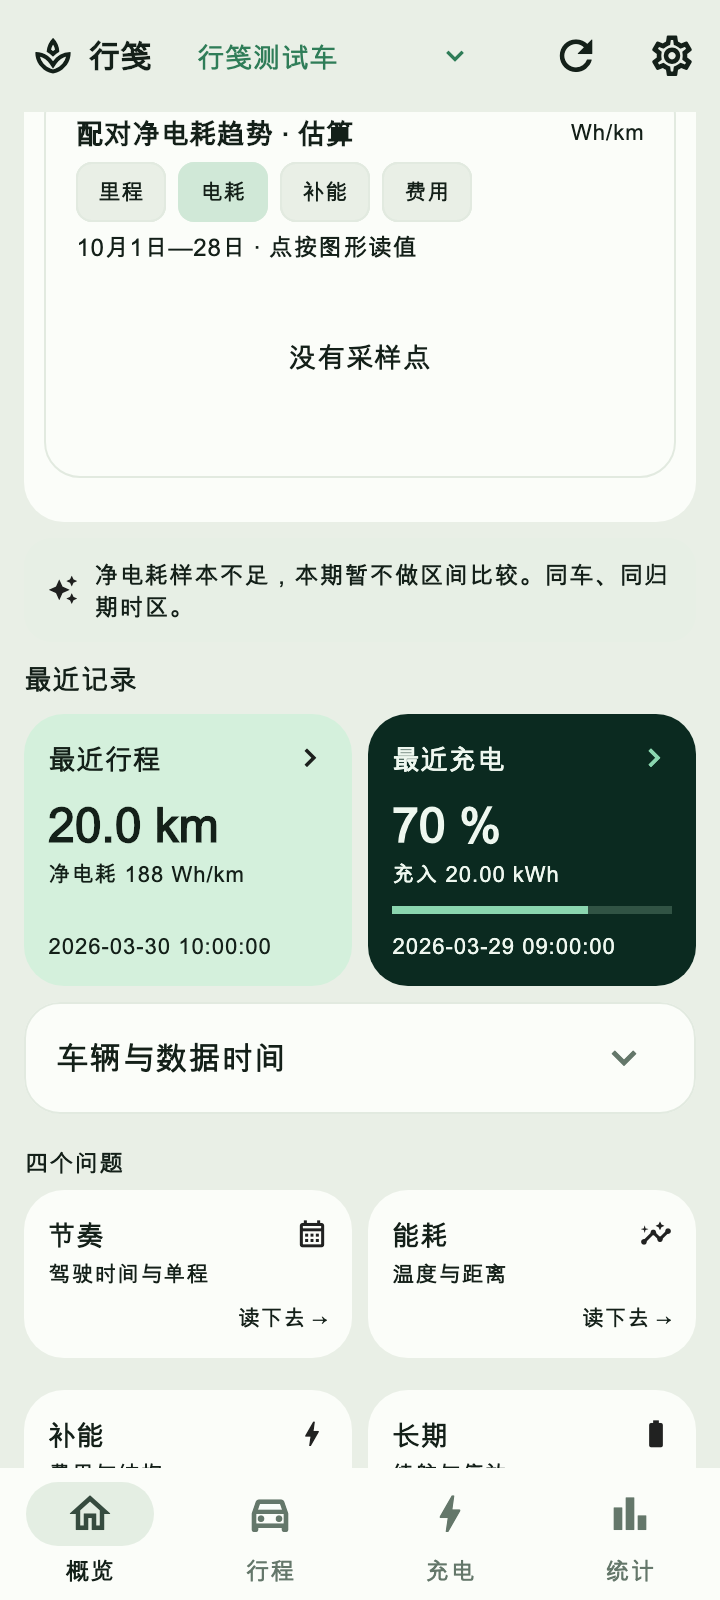 行笺
行笺测试车
配对净电耗趋势 · 估算
Wh/km
里程
电耗
补能
费用
10月1日—28日 · 点按图形读值
没有采样点
净电耗样本不足，本期暂不做区间比较。同车、同归
期时区。
最近记录
最近行程
20.0 km
净电耗 188 Wh/km
2026-03-30 10:00:00
最近充电
70 %
充入 20.00 kWh
2026-03-29 09:00:00
车辆与数据时间
四个问题
节奏
驾驶时间与单程
读下去 →
能耗
温度与距离
读下去 →
补能
长期
概览
行程
充电
统计